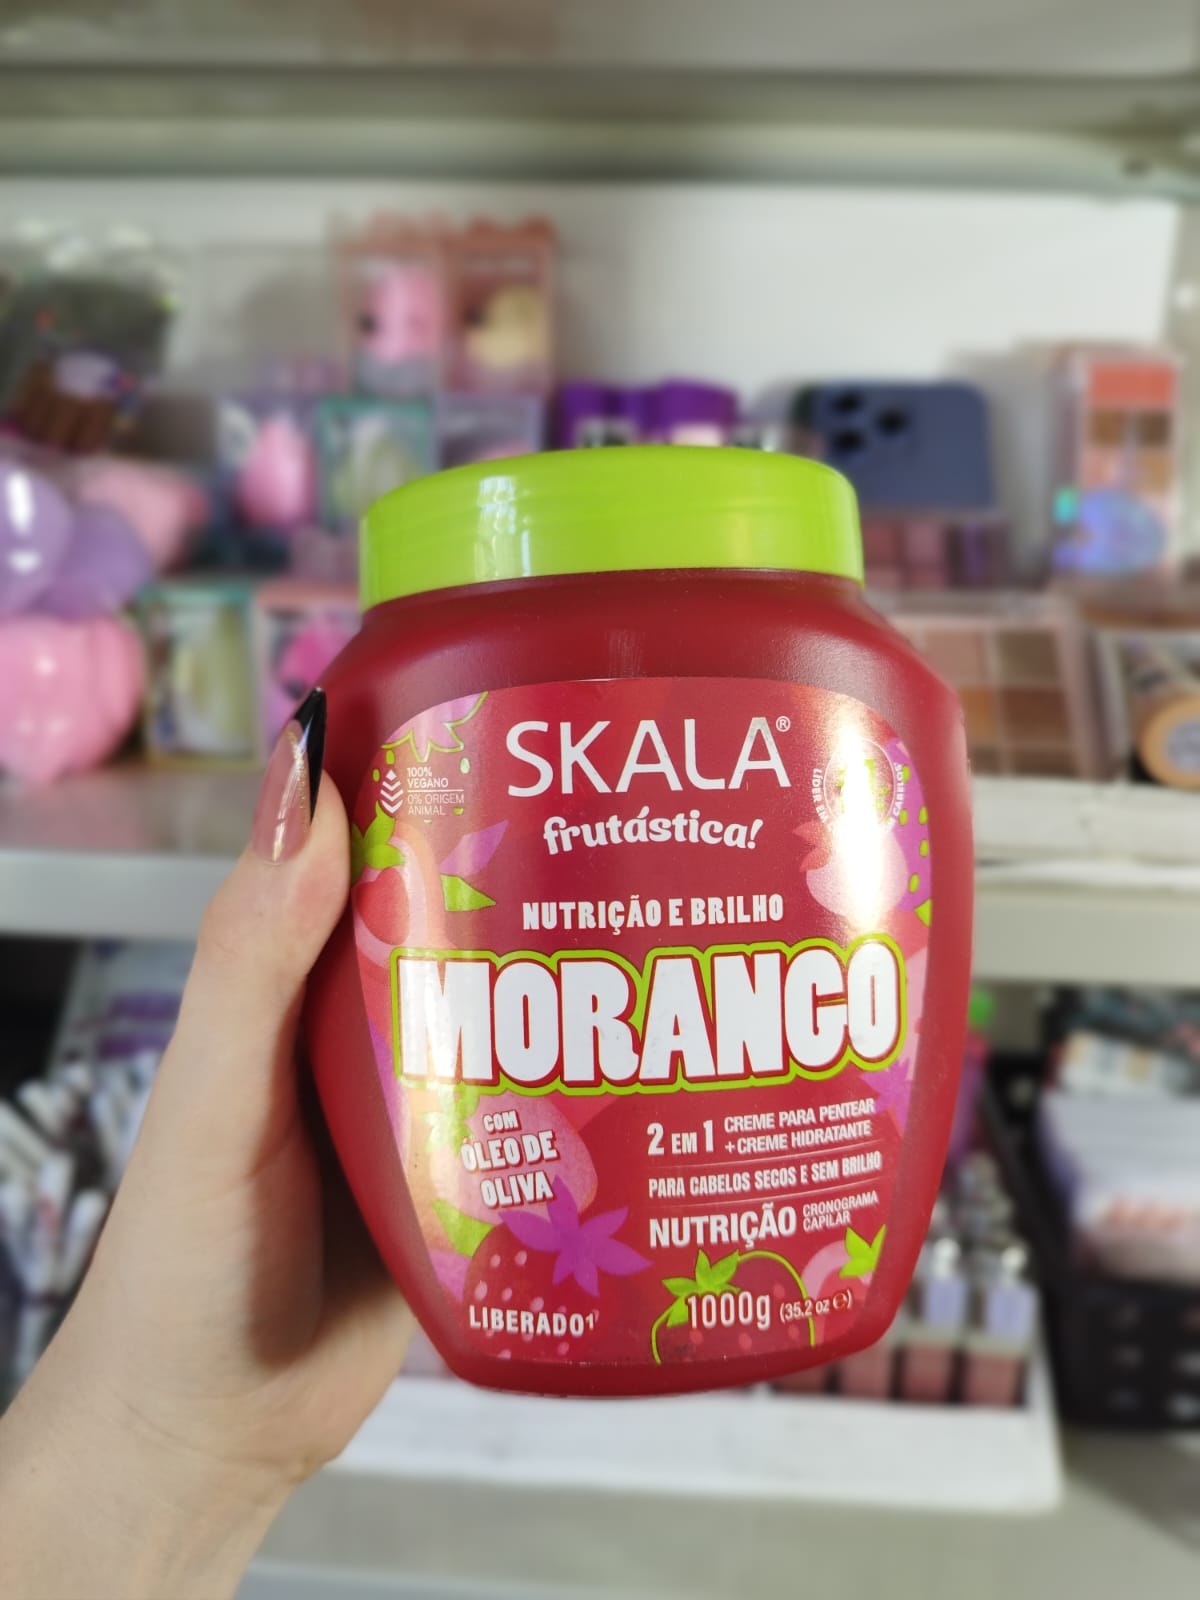 SKALA®
frutástica!
100%
VEGANO
0% ORIGEM
ANIMAL
NUTRIÇÃO E BRILHO
MORANGO
COM
ÓLEO DE
OLIVA
2 EM 1 CREME PARA PENTEAR
+CREME HIDRATANTE
PARA CABELOS SECOS E SEM BRILHO
NUTRIÇÃO CRONOGRAMA
CAPILAR
LIBERADO¹
1000g (35.2 oz ℮)